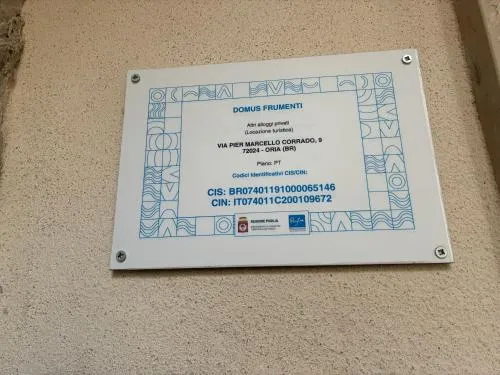 DOMUS FRUMENTI
Altri alloggi privati
(Locazione turistica)
VIA PIER MARCELLO CORRADO, 9
72024 - ORIA (BR)
Piano: PT
Codici Identificativi CIS/CIN:
CIS: BR07401191000065146
CIN: IT074011C200109672
REGIONE PUGLIA